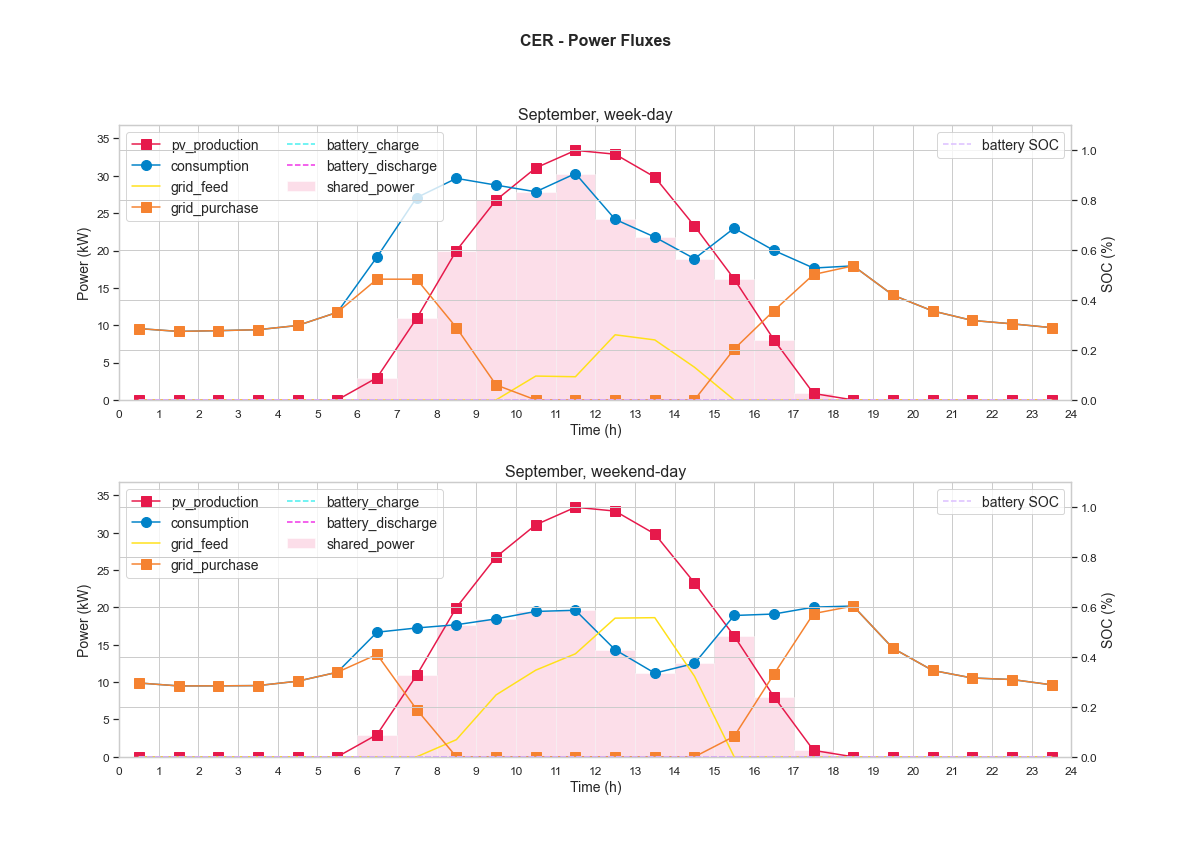 CER - Power Fluxes
September, week-day
pv_production
consumption
grid_feed
grid_purchase
battery_charge
battery_discharge
shared_power
battery SOC
Power (kW)
35
30
25
20
15
10
5
0
1.0
0.8
0.6
0.4
0.2
0.0
SOC (%)
0 1 2 3 4 5 6 7 8 9 10 11 12 13 14 15 16 17 18 19 20 21 22 23 24
Time (h)
September, weekend-day
pv_production
consumption
grid_feed
grid_purchase
battery_charge
battery_discharge
shared_power
battery SOC
Power (kW)
35
30
25
20
15
10
5
0
1.0
0.8
0.6
0.4
0.2
0.0
SOC (%)
0 1 2 3 4 5 6 7 8 9 10 11 12 13 14 15 16 17 18 19 20 21 22 23 24
Time (h)